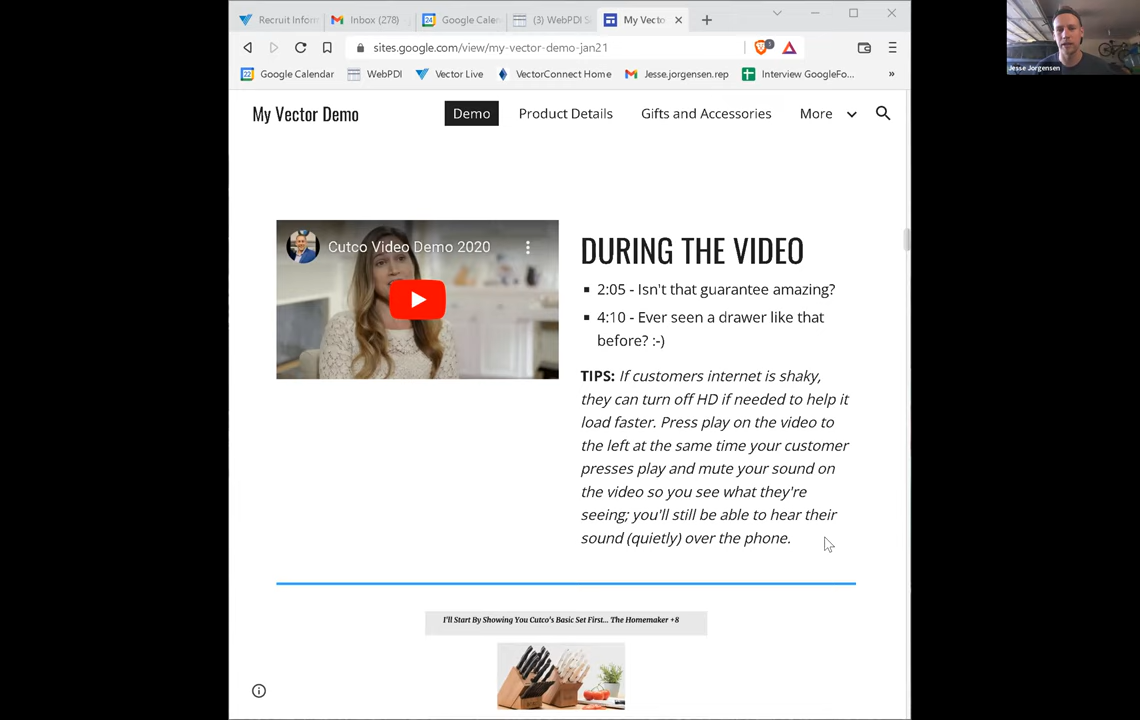 Recruit Inform
Inbox (278)
Google Calen
(3) WebPDI S
My Vecto
sites.google.com/view/my-vector-demo-jan21
Google Calendar
WebPDI
Vector Live
VectorConnect Home
Jesse.jorgensen.rep
Interview GoogleFo...
»
My Vector Demo
Demo
Product Details
Gifts and Accessories
More
Cutco Video Demo 2020
DURING THE VIDEO
▪ 2:05 - Isn't that guarantee amazing?
▪ 4:10 - Ever seen a drawer like that
before? :-)
TIPS: If customers internet is shaky,
they can turn off HD if needed to help it
load faster. Press play on the video to
the left at the same time your customer
presses play and mute your sound on
the video so you see what they're
seeing; you'll still be able to hear their
sound (quietly) over the phone.
I'll Start By Showing You Cutco's Basic Set First... The Homemaker +8
Jesse Jorgensen